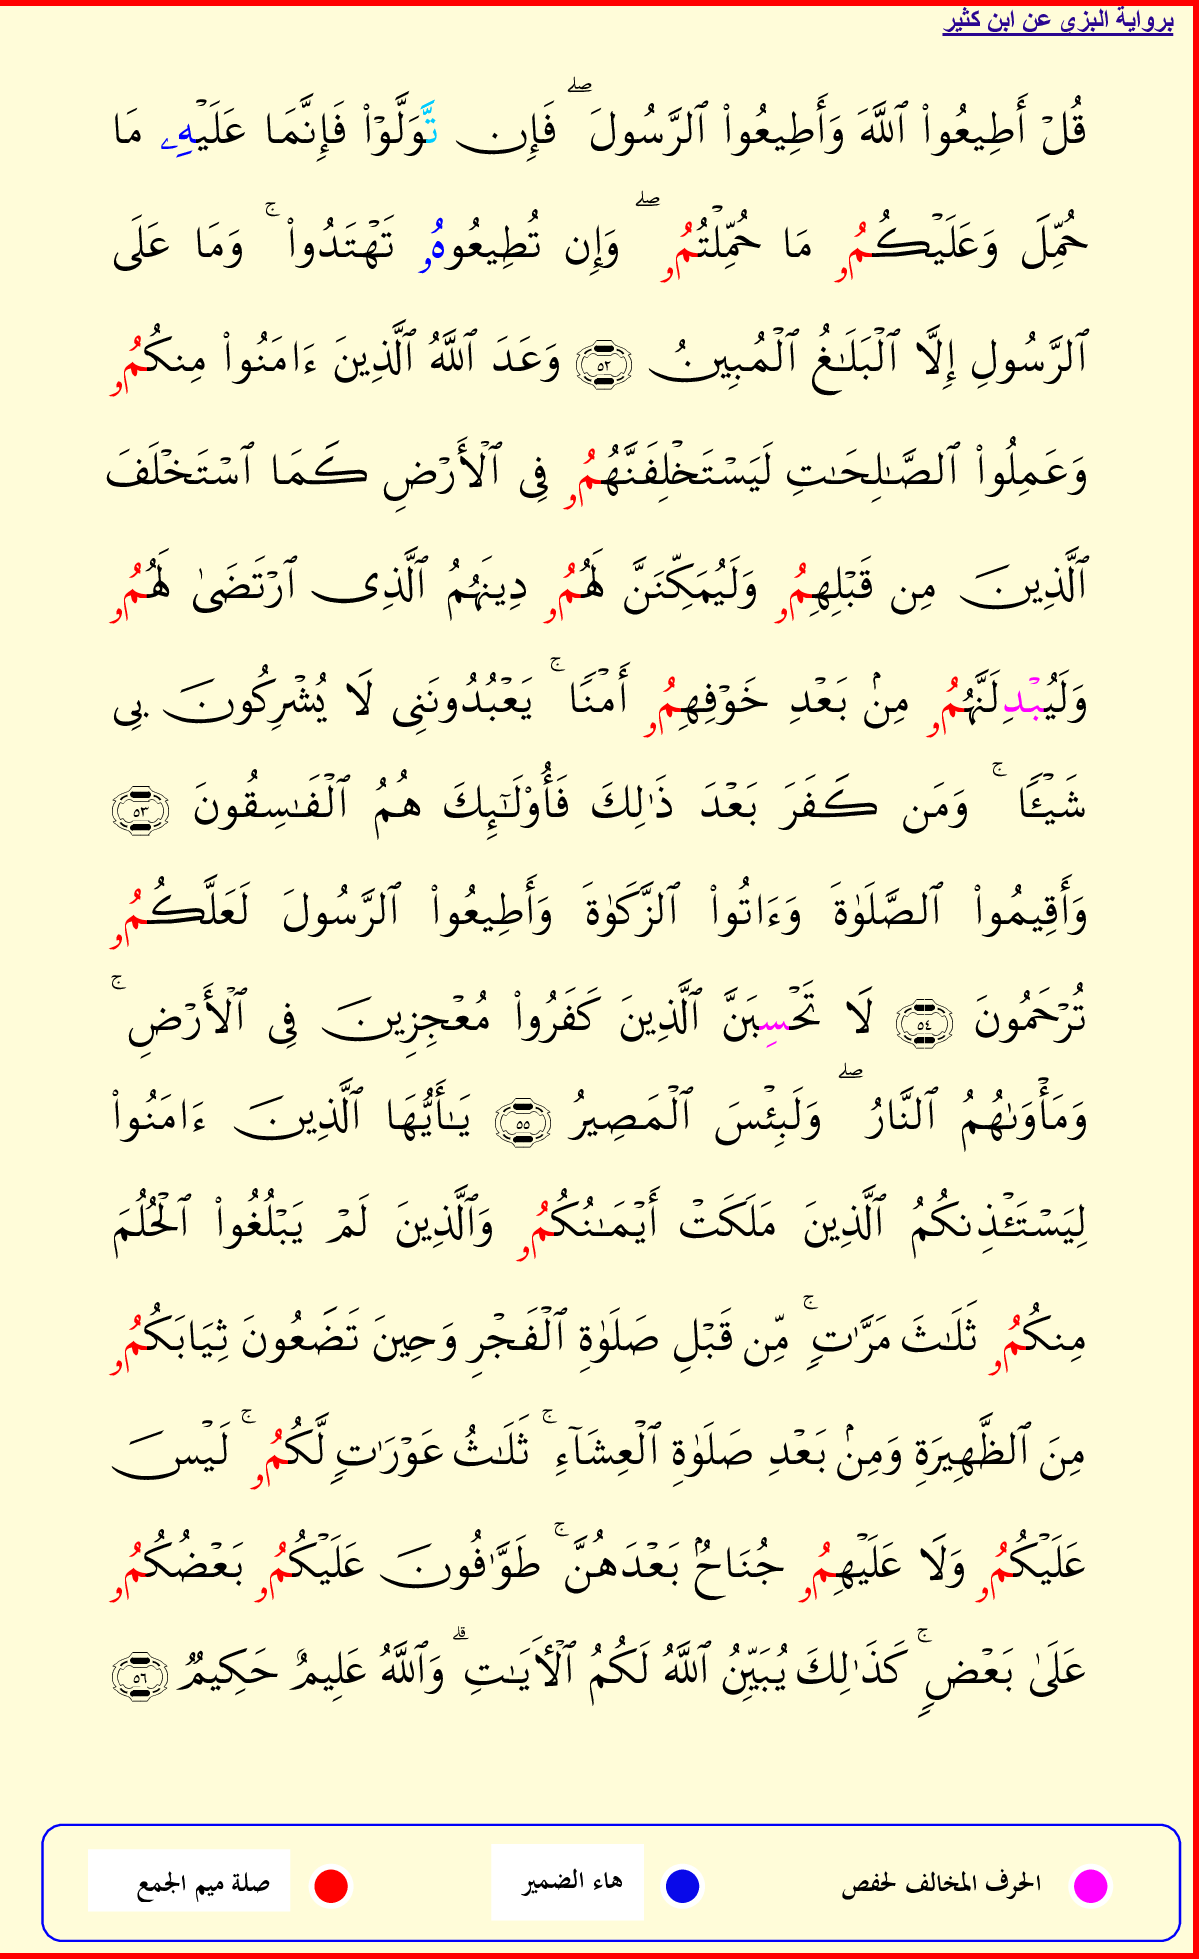 برواية البزي عن ابن كثير
قُلۡ أَطِيعُواْ ٱللَّهَ وَأَطِيعُواْ ٱلرَّسُولَۖ فَإِن تَّوَلَّوۡاْ فَإِنَّمَا عَلَيۡهِۦ مَا
حُمِّلَ وَعَلَيۡكُمُۥ مَا حُمِّلۡتُمُۥۖ وَإِن تُطِيعُوهُۥ تَهۡتَدُواْۚ وَمَا عَلَى
ٱلرَّسُولِ إِلَّا ٱلۡبَلَٰغُ ٱلۡمُبِينُ ٥٢ وَعَدَ ٱللَّهُ ٱلَّذِينَ ءَامَنُواْ مِنكُمُۥ
وَعَمِلُواْ ٱلصَّٰلِحَٰتِ لَيَسۡتَخۡلِفَنَّهُمُۥ فِي ٱلۡأَرۡضِ كَمَا ٱسۡتَخۡلَفَ
ٱلَّذِينَ مِن قَبۡلِهِمُۥ وَلَيُمَكِّنَنَّ لَهُمُۥ دِينَهُمُ ٱلَّذِي ٱرۡتَضَىٰ لَهُمُۥ
وَلَيُبۡدِلَنَّهُمُۥ مِنۢ بَعۡدِ خَوۡفِهِمُۥ أَمۡنًاۚ يَعۡبُدُونَنِي لَا يُشۡرِكُونَ بِي
شَيۡـًٔاۚ وَمَن كَفَرَ بَعۡدَ ذَٰلِكَ فَأُوْلَٰٓئِكَ هُمُ ٱلۡفَٰسِقُونَ ٥٣
وَأَقِيمُواْ ٱلصَّلَوٰةَ وَءَاتُواْ ٱلزَّكَوٰةَ وَأَطِيعُواْ ٱلرَّسُولَ لَعَلَّكُمُۥ
تُرۡحَمُونَ ٥٤ لَا تَحۡسِبَنَّ ٱلَّذِينَ كَفَرُواْ مُعۡجِزِينَ فِي ٱلۡأَرۡضِۚ
وَمَأۡوَىٰهُمُ ٱلنَّارُۖ وَلَبِئۡسَ ٱلۡمَصِيرُ ٥٥ يَٰٓأَيُّهَا ٱلَّذِينَ ءَامَنُواْ
لِيَسۡتَـٔۡذِنكُمُ ٱلَّذِينَ مَلَكَتۡ أَيۡمَٰنُكُمُۥ وَٱلَّذِينَ لَمۡ يَبۡلُغُواْ ٱلۡحُلُمَ
مِنكُمُۥ ثَلَٰثَ مَرَّٰتٖۚ مِّن قَبۡلِ صَلَوٰةِ ٱلۡفَجۡرِ وَحِينَ تَضَعُونَ ثِيَابَكُمُۥ
مِنَ ٱلظَّهِيرَةِ وَمِنۢ بَعۡدِ صَلَوٰةِ ٱلۡعِشَآءِۚ ثَلَٰثُ عَوۡرَٰتٖ لَّكُمُۥۚ لَيۡسَ
عَلَيۡكُمُۥ وَلَا عَلَيۡهِمُۥ جُنَاحُۢ بَعۡدَهُنَّۚ طَوَّٰفُونَ عَلَيۡكُمُۥ بَعۡضُكُمُۥ
عَلَىٰ بَعۡضٖۚ كَذَٰلِكَ يُبَيِّنُ ٱللَّهُ لَكُمُ ٱلۡأٓيَٰتِۗ وَٱللَّهُ عَلِيمٌ حَكِيمٞ ٥٦
الحرف المخالف لحفص
هاء الضمير
صلة ميم الجمع